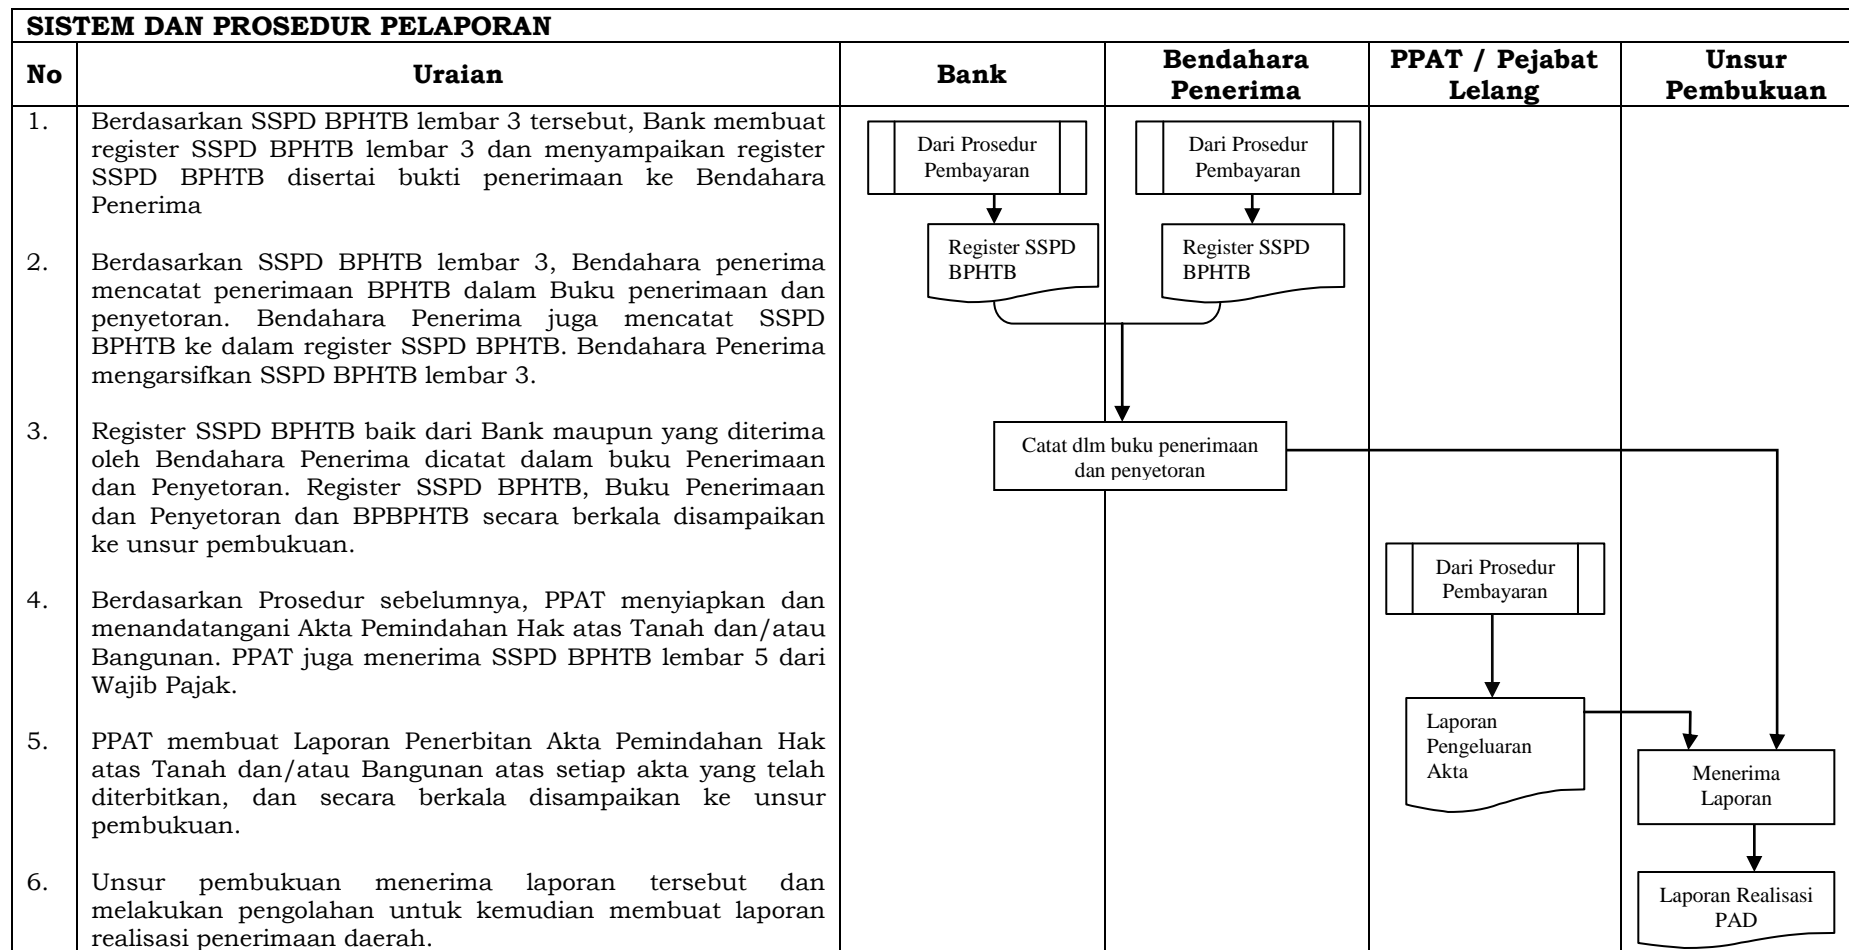 SISTEM DAN PROSEDUR PELAPORAN
No
Uraian
Bank
Bendahara
Penerima
PPAT / Pejabat
Lelang
Unsur
Pembukuan
1.
Berdasarkan SSPD BPHTB lembar 3 tersebut, Bank membuat
register SSPD BPHTB lembar 3 dan menyampaikan register
SSPD BPHTB disertai bukti penerimaan ke Bendahara
Penerima
2.
Berdasarkan SSPD BPHTB lembar 3, Bendahara penerima
mencatat penerimaan BPHTB dalam Buku penerimaan dan
penyetoran. Bendahara Penerima juga mencatat SSPD
BPHTB ke dalam register SSPD BPHTB. Bendahara Penerima
mengarsifkan SSPD BPHTB lembar 3.
3.
Register SSPD BPHTB baik dari Bank maupun yang diterima
oleh Bendahara Penerima dicatat dalam buku Penerimaan
dan Penyetoran. Register SSPD BPHTB, Buku Penerimaan
dan Penyetoran dan BPBPHTB secara berkala disampaikan
ke unsur pembukuan.
4.
Berdasarkan Prosedur sebelumnya, PPAT menyiapkan dan
menandatangani Akta Pemindahan Hak atas Tanah dan/atau
Bangunan. PPAT juga menerima SSPD BPHTB lembar 5 dari
Wajib Pajak.
5.
PPAT membuat Laporan Penerbitan Akta Pemindahan Hak
atas Tanah dan/atau Bangunan atas setiap akta yang telah
diterbitkan, dan secara berkala disampaikan ke unsur
pembukuan.
6.
Unsur pembukuan menerima laporan tersebut dan
melakukan pengolahan untuk kemudian membuat laporan
realisasi penerimaan daerah.
Dari Prosedur
Pembayaran
Dari Prosedur
Pembayaran
Register SSPD
BPHTB
Register SSPD
BPHTB
Catat dlm buku penerimaan
dan penyetoran
Dari Prosedur
Pembayaran
Laporan
Pengeluaran
Akta
Menerima
Laporan
Laporan Realisasi
PAD